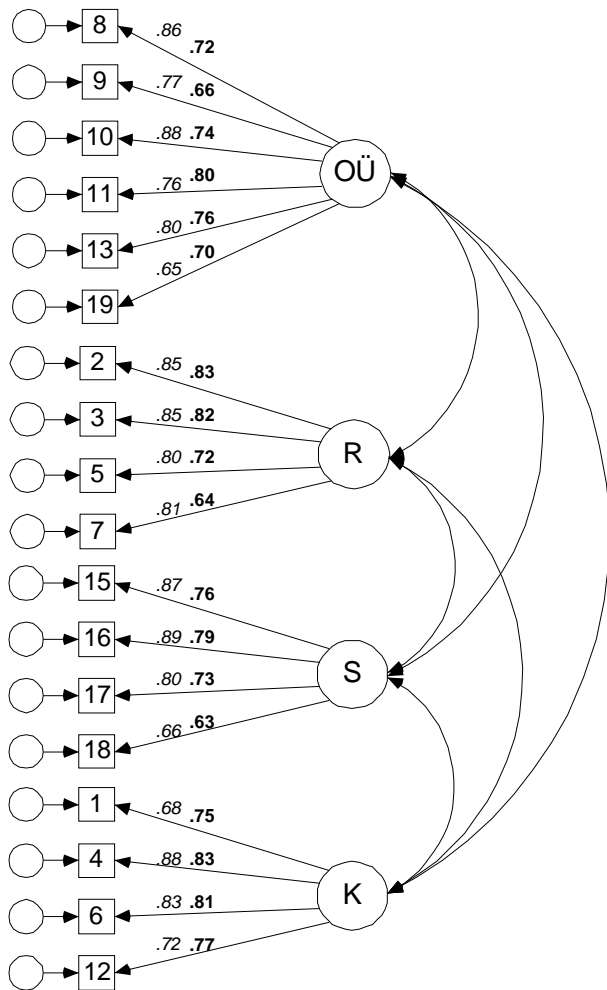 8 .86 .72
9 .77 .66
10 .88 .74
OÜ
11 .76 .80
13 .80 .76
19 .65 .70
2 .85 .83
3 .85 .82
R
5 .80 .72
7 .81 .64
15 .87 .76
16 .89 .79
S
17 .80 .73
18 .66 .63
1 .68 .75
4 .88 .83
K
6 .83 .81
12 .72 .77